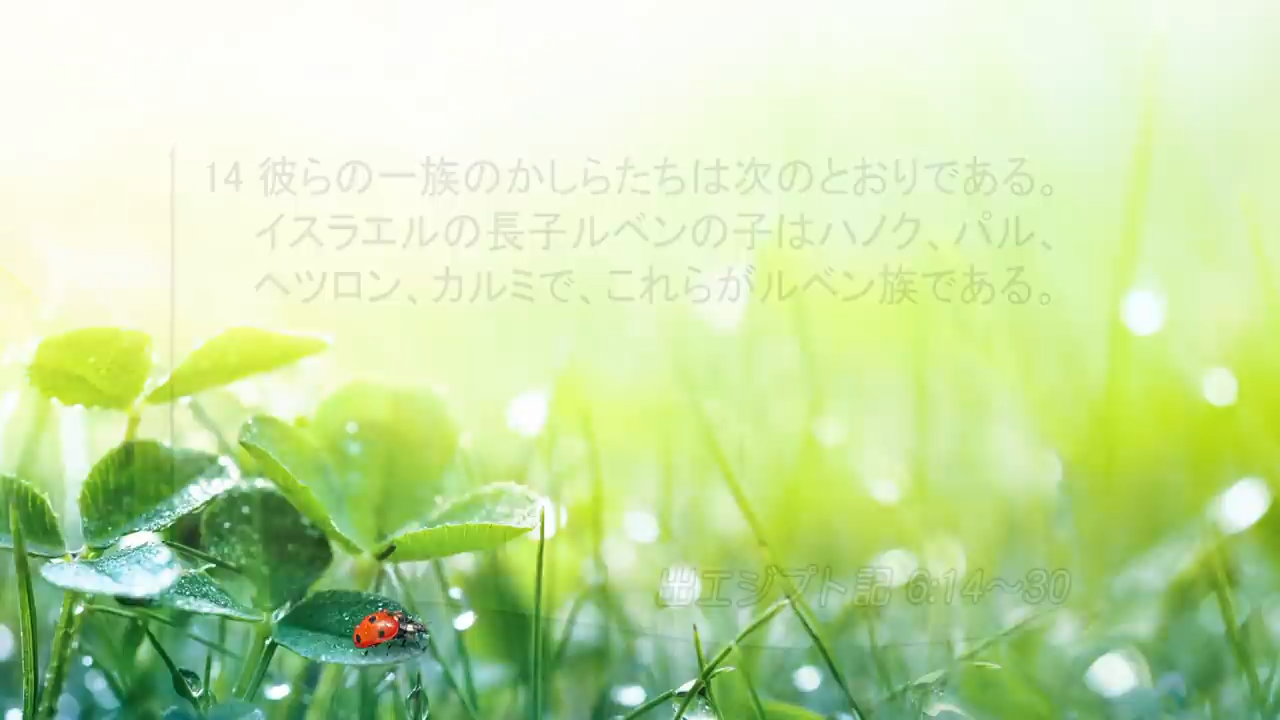 14 彼らの一族のかしらたちは次のとおりである。
イスラエルの長子ルベンの子はハノク、パル、
ヘツロン、カルミで、これらがルベン族である。
出エジプト記 6:14～30